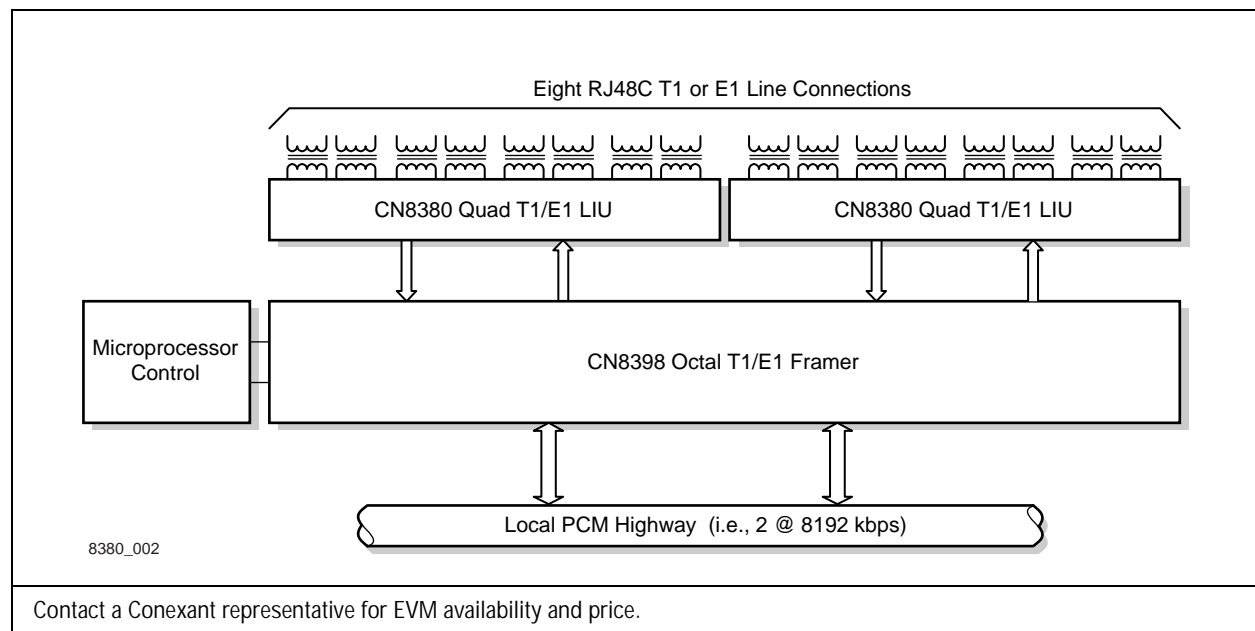 Eight RJ48C T1 or E1 Line Connections
CN8380 Quad T1/E1 LIU
CN8380 Quad T1/E1 LIU
Microprocessor
Control
CN8398 Octal T1/E1 Framer
Local PCM Highway (i.e., 2 @ 8192 kbps)
8380_002
Contact a Conexant representative for EVM availability and price.